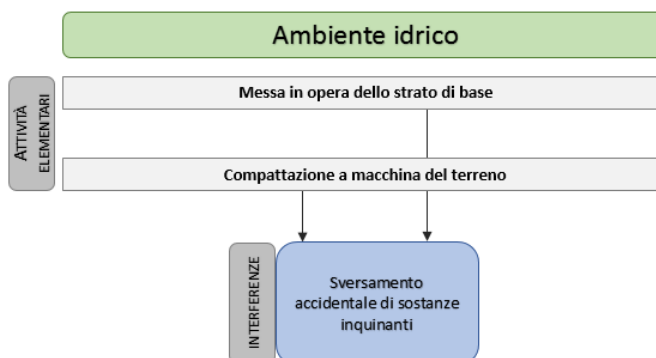 Ambiente idrico
ATTIVITÀ
ELEMENTARI
Messa in opera dello strato di base
Compattazione a macchina del terreno
INTERFERENZE
Sversamento
accidentale di sostanze
inquinanti